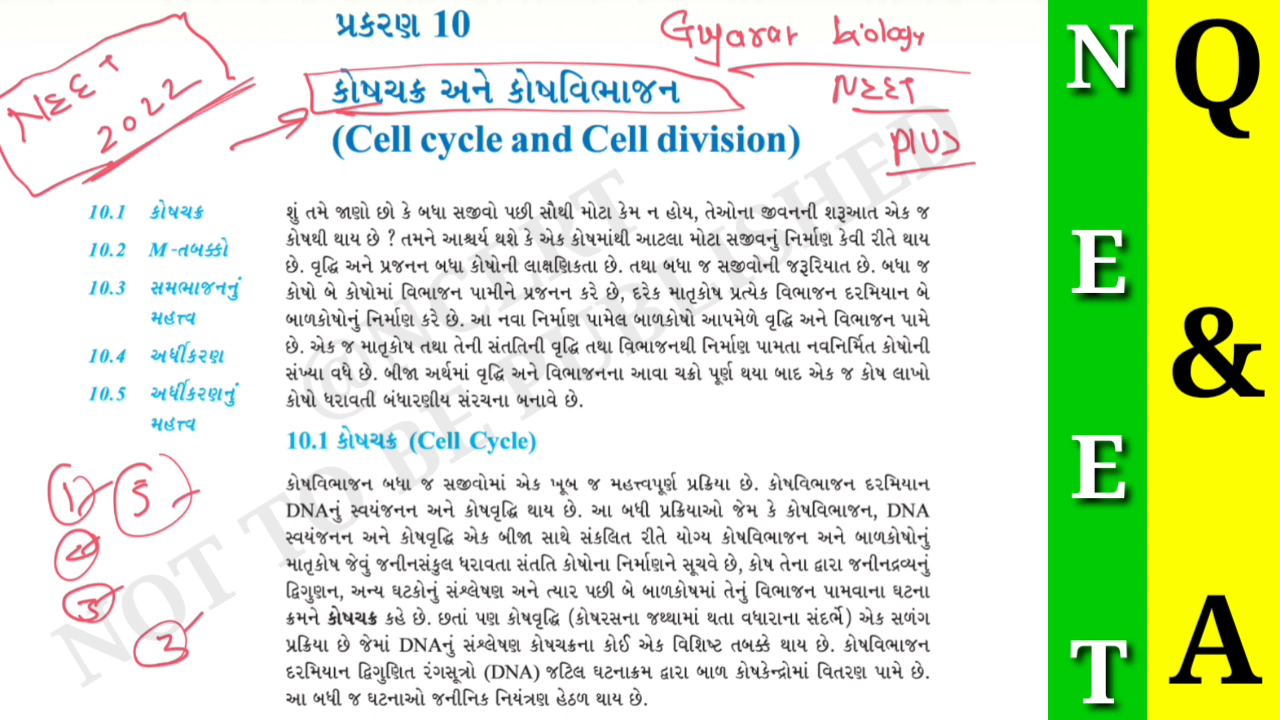 પ્રકરણ 10
Gujarat biology
NEET
plus
NEET
2022
કોષચક્ર અને કોષવિભાજન
(Cell cycle and Cell division)
10.1 કોષચક્ર
10.2 M-તબક્કો
10.3 સમભાજનનું
મહત્ત્વ
10.4 અર્ધીકરણ
10.5 અર્ધીકરણનું
મહત્ત્વ
શું તમે જાણો છો કે બધા સજીવો પછી સૌથી મોટા કેમ ન હોય, તેઓના જીવનની શરૂઆત એક જ
કોષથી થાય છે ? તમને આશ્ચર્ય થશે કે એક કોષમાંથી આટલા મોટા સજીવનું નિર્માણ કેવી રીતે થાય
છે. વૃદ્ધિ અને પ્રજનન બધા કોષોની લાક્ષણિકતા છે. તથા બધા જ સજીવોની જરૂરિયાત છે. બધા જ
કોષો બે કોષોમાં વિભાજન પામીને પ્રજનન કરે છે, દરેક માતૃકોષ પ્રત્યેક વિભાજન દરમિયાન બે
બાળકોષોનું નિર્માણ કરે છે. આ નવા નિર્માણ પામેલ બાળકોષો આપમેળે વૃદ્ધિ અને વિભાજન પામે
છે. એક જ માતૃકોષ તથા તેની સંતતિની વૃદ્ધિ તથા વિભાજનથી નિર્માણ પામતા નવનિર્મિત કોષોની
સંખ્યા વધે છે. બીજા અર્થમાં વૃદ્ધિ અને વિભાજનના આવા ચક્રો પૂર્ણ થયા બાદ એક જ કોષ લાખો
કોષો ધરાવતી બંધારણીય સંરચના બનાવે છે.
10.1 કોષચક્ર (Cell Cycle)
કોષવિભાજન બધા જ સજીવોમાં એક ખૂબ જ મહત્ત્વપૂર્ણ પ્રક્રિયા છે. કોષવિભાજન દરમિયાન
DNAનું સ્વયંજનન અને કોષવૃદ્ધિ થાય છે. આ બધી પ્રક્રિયાઓ જેમ કે કોષવિભાજન, DNA
સ્વયંજનન અને કોષવૃદ્ધિ એક બીજા સાથે સંકલિત રીતે યોગ્ય કોષવિભાજન અને બાળકોષોનું
માતૃકોષ જેવું જનીનસંકુલ ધરાવતા સંતતિ કોષોના નિર્માણને સૂચવે છે, કોષ તેના દ્વારા જનીનદ્રવ્યનું
દ્વિગુણન, અન્ય ઘટકોનું સંશ્લેષણ અને ત્યાર પછી બે બાળકોષમાં તેનું વિભાજન પામવાના ઘટના
ક્રમને કોષચક્ર કહે છે. છતાં પણ કોષવૃદ્ધિ (કોષરસના જથ્થામાં થતા વધારાના સંદર્ભે) એક સળંગ
પ્રક્રિયા છે જેમાં DNAનું સંશ્લેષણ કોષચક્રના કોઈ એક વિશિષ્ટ તબક્કે થાય છે. કોષવિભાજન
દરમિયાન દ્વિગુણિત રંગસૂત્રો (DNA) જટિલ ઘટનાક્રમ દ્વારા બાળ કોષકેન્દ્રોમાં વિતરણ પામે છે.
આ બધી જ ઘટનાઓ જનીનિક નિયંત્રણ હેઠળ થાય છે.
@NCERT
NOT TO BE PUBLISHED
1
3
2
NEET
Q & A